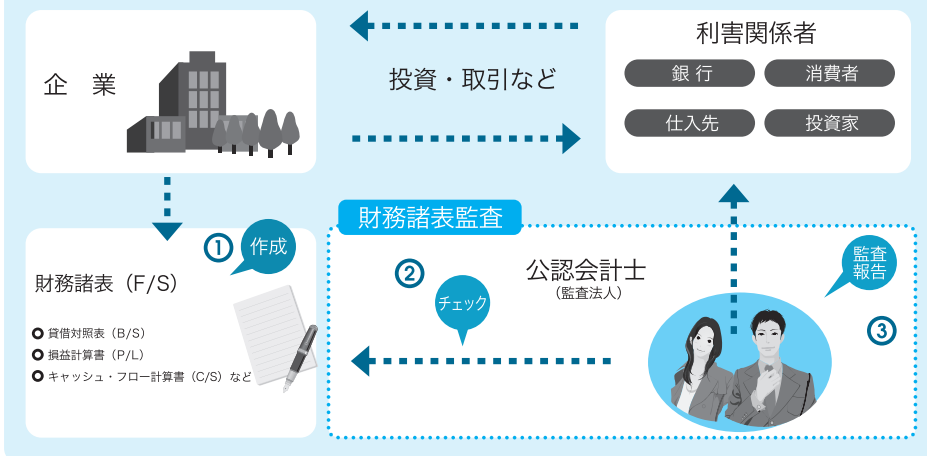 企 業
投資・取引など
利害関係者
銀 行
消費者
仕入先
投資家
財務諸表監査
①
作成
財務諸表（F/S）
貸借対照表（B/S）
損益計算書（P/L）
キャッシュ・フロー計算書（C/S）など
②
チェック
公認会計士
（監査法人）
監査
報告
③